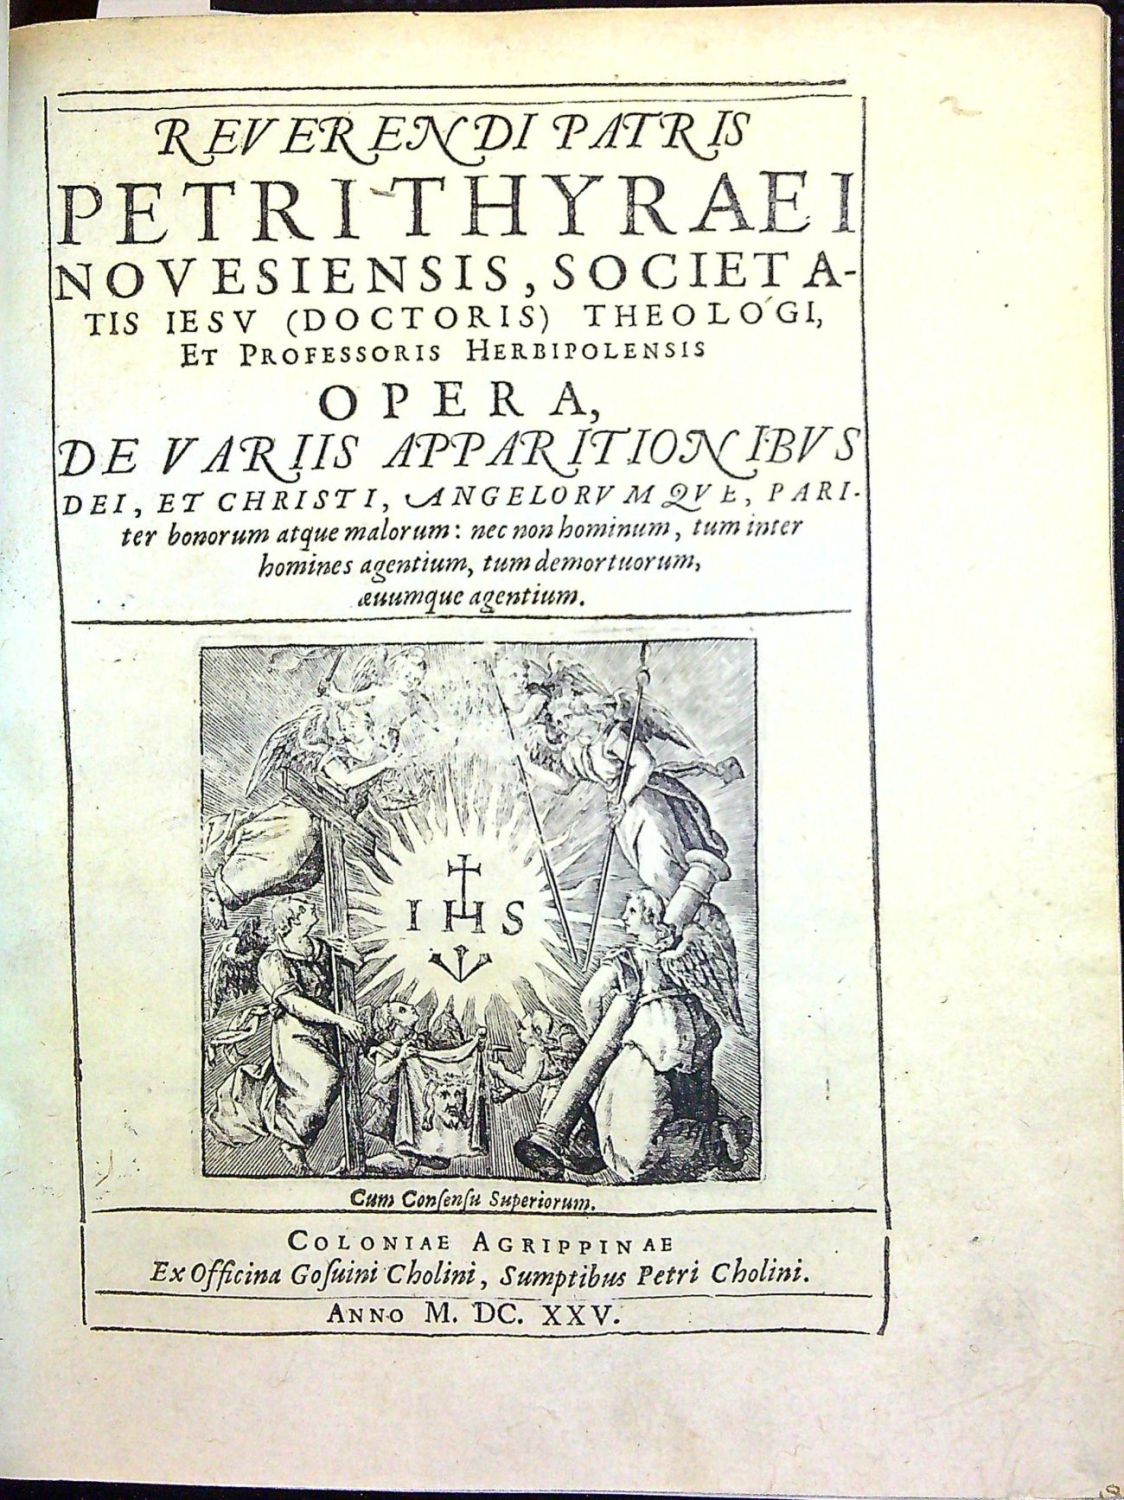 REVERENDI PATRIS
PETRI THYRAEI
NOVESIENSIS, SOCIETA-
TIS IESV (DOCTORIS) THEOLOGI,
ET PROFESSORIS HERBIPOLENSIS
OPERA,
DE VARIIS APPARITIONIBVS
DEI, ET CHRISTI, ANGELORVMQVE, PARI-
ter bonorum atque malorum: nec non hominum, tum inter
homines agentium, tum demortuorum,
æuumque agentium.
IHS
Cum Conſenſu Superiorum.
COLONIAE AGRIPPINAE
Ex Officina Goſuini Cholini, Sumptibus Petri Cholini.
ANNO M. DC. XXV.